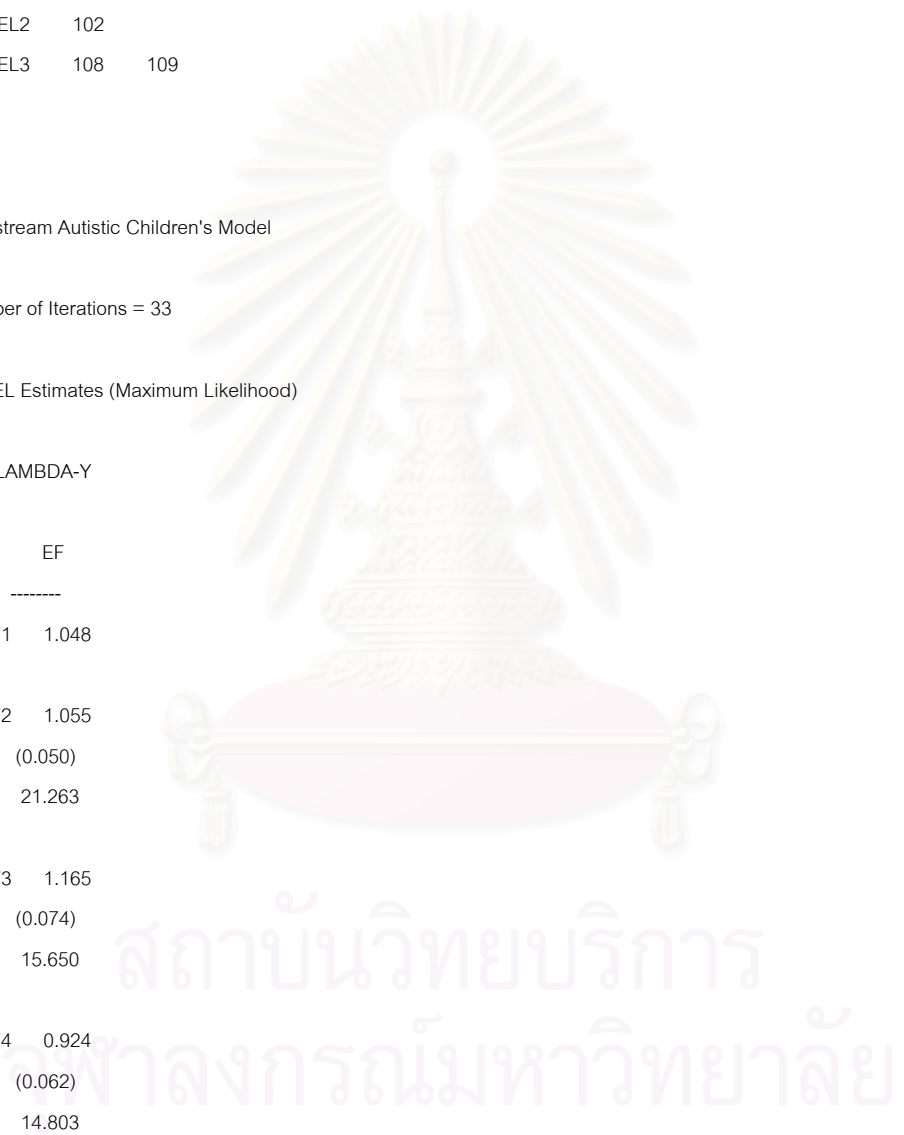 EL2 102
EL3 108 109
stream Autistic Children's Model
ber of Iterations = 33
EL Estimates (Maximum Likelihood)
LAMBDA-Y
EF
--------
1 1.048
2 1.055
(0.050)
21.263
3 1.165
(0.074)
15.650
4 0.924
(0.062)
14.803
สถาบันวิทยบริการ
จุฬาลงกรณ์มหาวิทยาลัย